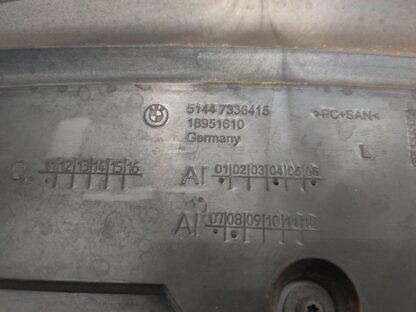 5144 7336415
18951610
Germany
>PC+SAN<
L
11 12 13 14 15 16
A 01 02 03 04 05 06
A 07 08 09 10 11 12